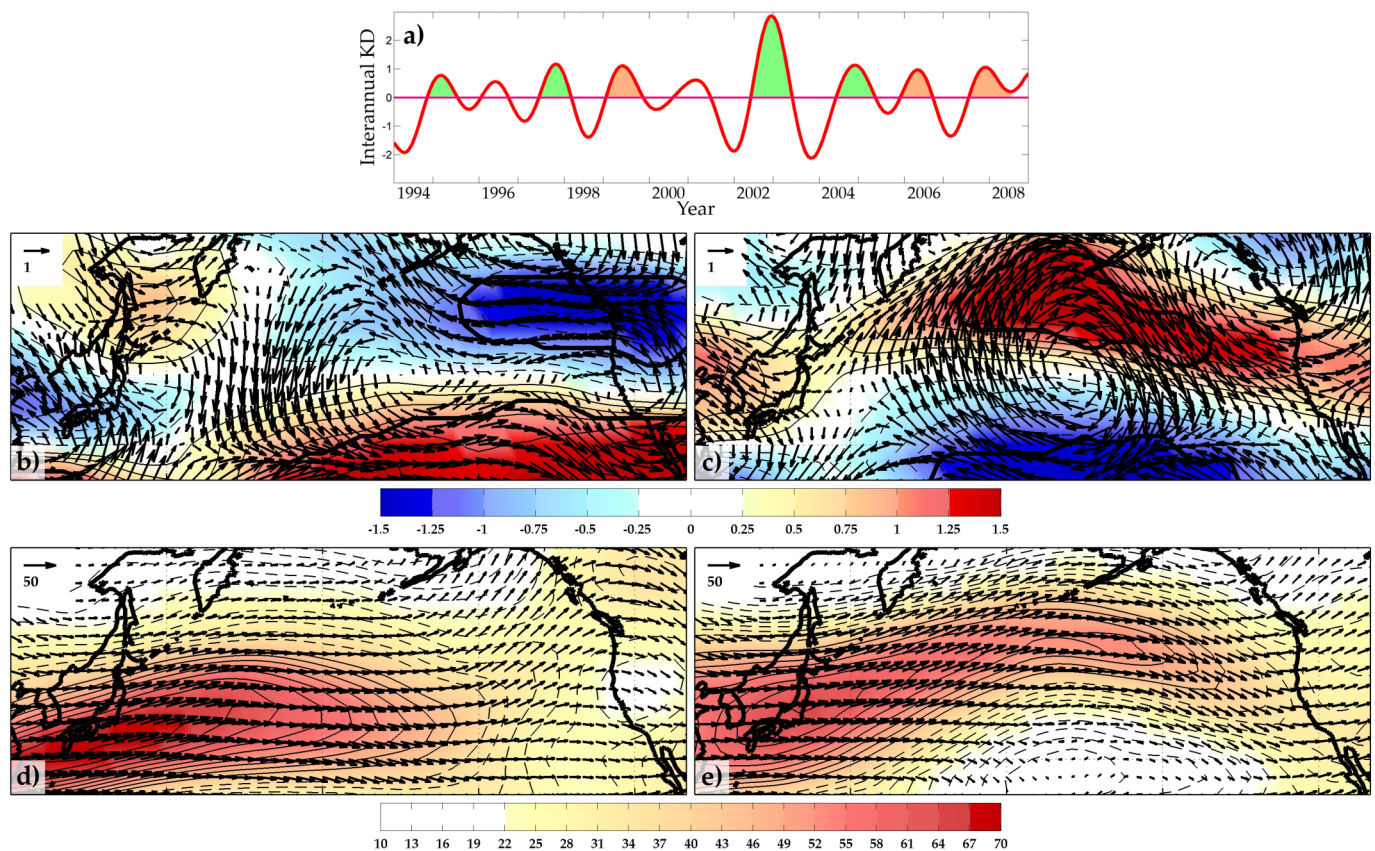 a)
Interannual KD
2
1
0
-1
-2
1994 1996 1998 2000 2002 2004 2006 2008
Year
1
b)
1
c)
-1.5 -1.25 -1 -0.75 -0.5 -0.25 0 0.25 0.5 0.75 1 1.25 1.5
50
d)
50
e)
10 13 16 19 22 28 31 34 37 40 43 46 49 52 55 58 61 64 67 70